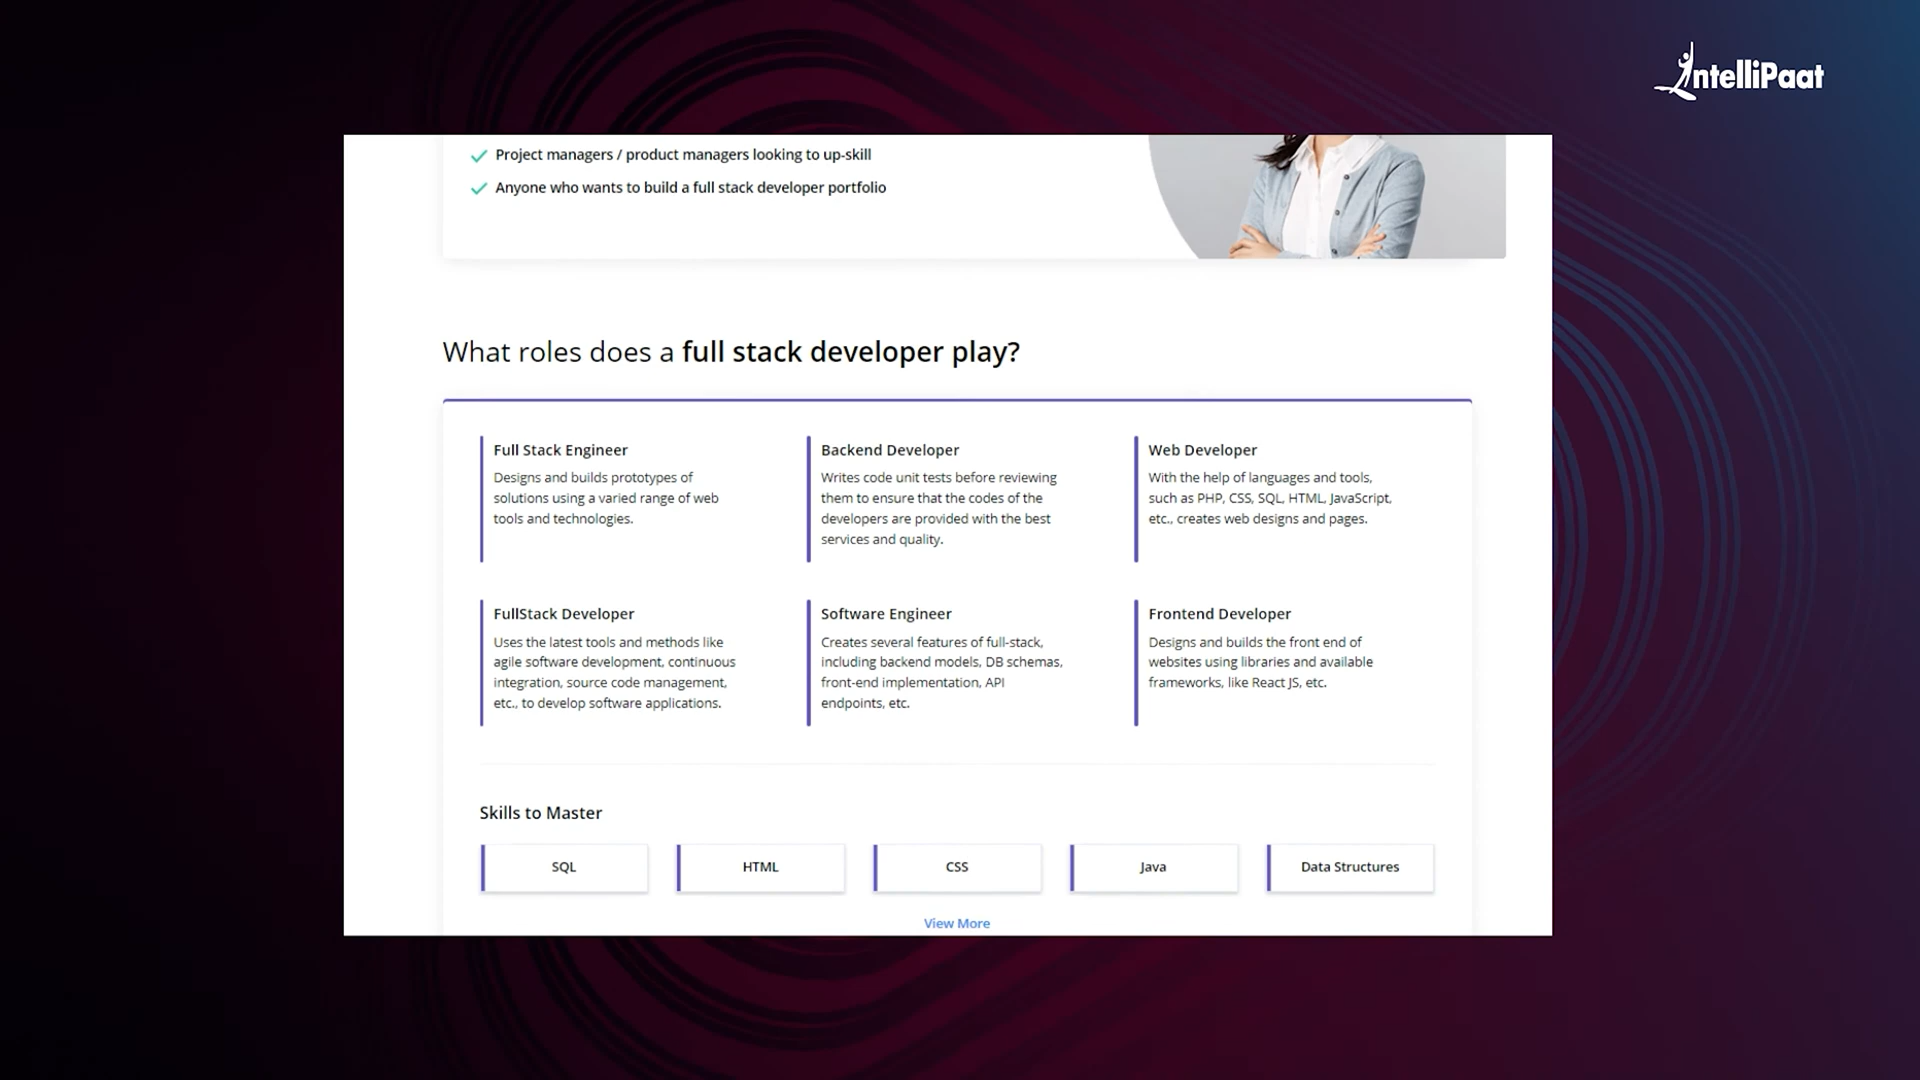 IntelliPaat
Project managers / product managers looking to up-skill
Anyone who wants to build a full stack developer portfolio
What roles does a full stack developer play?
Full Stack Engineer
Designs and builds prototypes of
solutions using a varied range of web
tools and technologies.
Backend Developer
Writes code unit tests before reviewing
them to ensure that the codes of the
developers are provided with the best
services and quality.
Web Developer
With the help of languages and tools,
such as PHP, CSS, SQL, HTML, JavaScript,
etc., creates web designs and pages.
FullStack Developer
Uses the latest tools and methods like
agile software development, continuous
integration, source code management,
etc., to develop software applications.
Software Engineer
Creates several features of full-stack,
including backend models, DB schemas,
front-end implementation, API
endpoints, etc.
Frontend Developer
Designs and builds the front end of
websites using libraries and available
frameworks, like React JS, etc.
Skills to Master
SQL
HTML
CSS
Java
Data Structures
View More